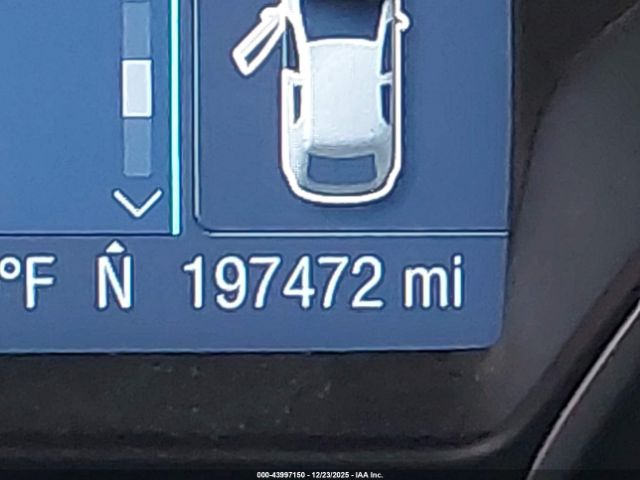 °F N̂ 197472 mi
000-43997150 - 12/23/2025 - IAA Inc.